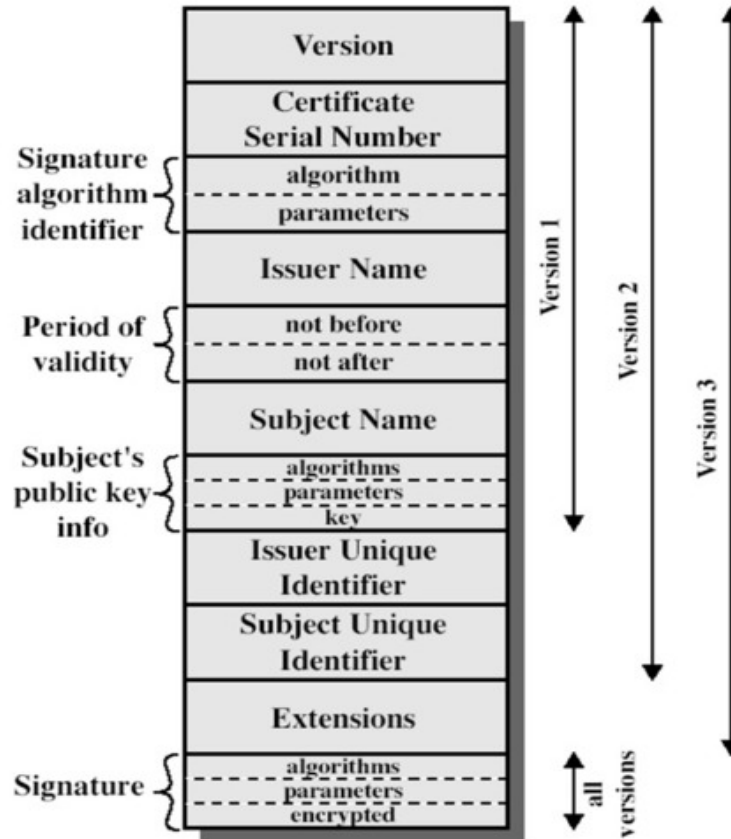 Version
Certificate
Serial Number
Signature
algorithm
identifier
algorithm
parameters
Issuer Name
Period of
validity
not before
not after
Subject Name
Subject's
public key
info
algorithms
parameters
key
Issuer Unique
Identifier
Subject Unique
Identifier
Extensions
Signature
algorithms
parameters
encrypted
Version 1
Version 2
Version 3
all
versions